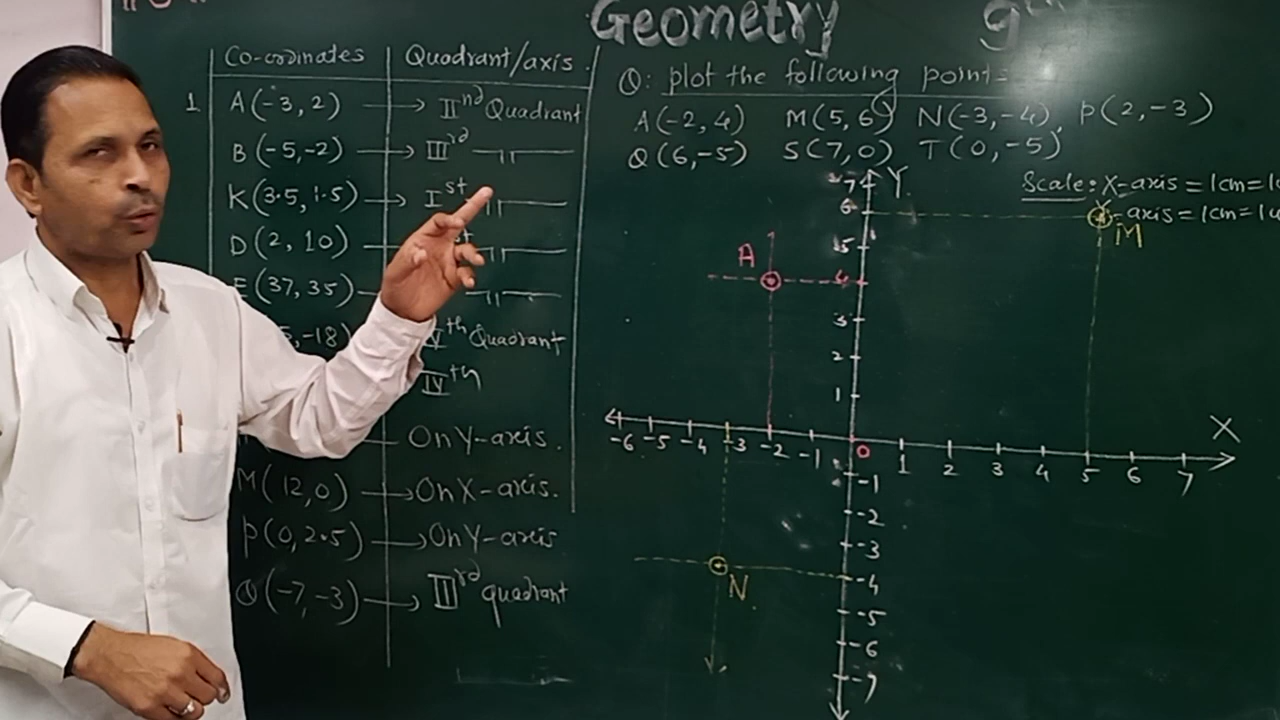 Geometry 9th
Co-ordinates Quadrant/axis.
1 A(-3, 2) → IInd Quadrant
B(-5,-2) → IIIrd —॥—
K(3.5, 1.5) → Ist —॥—
D(2, 10) —॥—
E(37, 35) —॥—
, -18) Quadrant
IVth
On Y-axis.
M(12,0) → On X-axis.
P(0, 2.5) → On Y-axis
Q(-7, -3) → IIIrd quadrant
Q: plot the following point:
A(-2, 4) M(5, 6) N(-3, -4), P(2, -3)
Q(6, -5) S(7, 0) T(0, -5)
Scale: X-axis = 1cm = 1
Y-axis = 1cm = 1
Y
7
6
M
5
A
4
3
2
1
X
-6 -5 -4 -3 -2 -1 0 1 2 3 4 5 6 7
-1
-2
-3
-4
N
-5
-6
-7